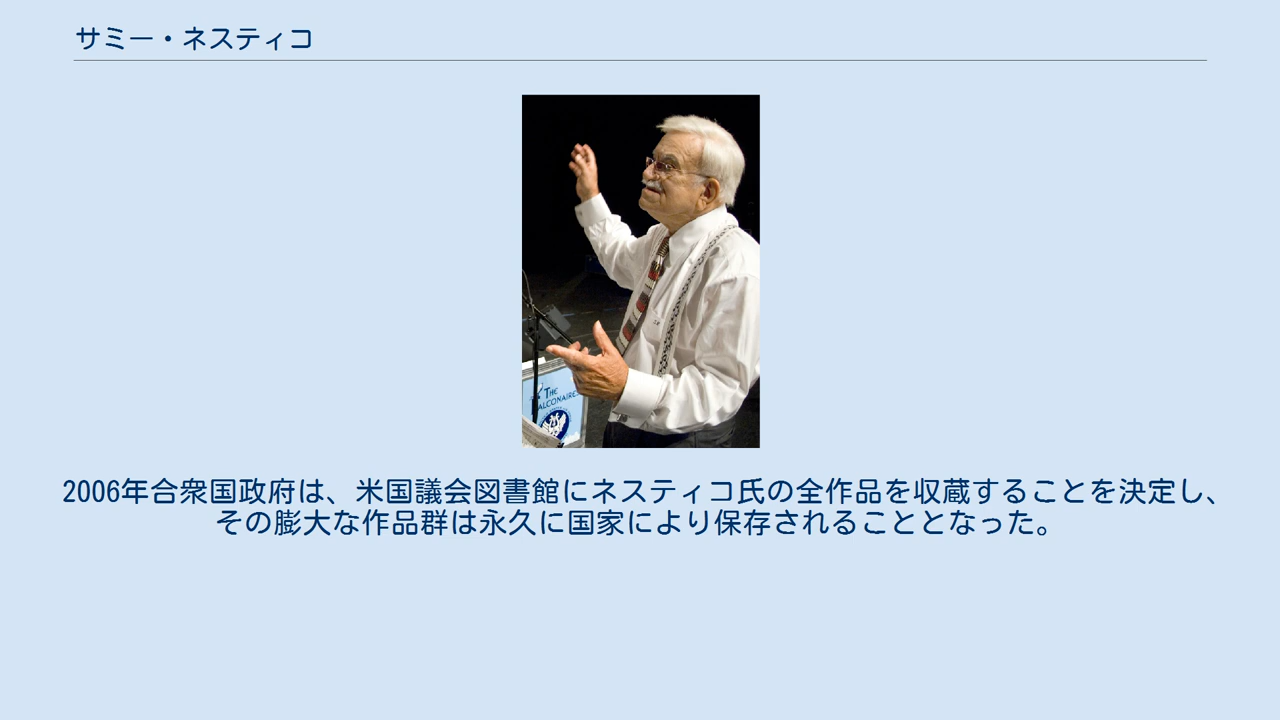 サミー・ネスティコ
THE
ALCONAIRE
2006年合衆国政府は、米国議会図書館にネスティコ氏の全作品を収蔵することを決定し、
その膨大な作品群は永久に国家により保存されることとなった。